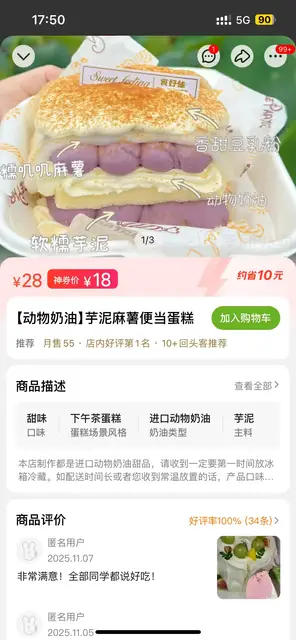 17:50
5G
90
1
99+
Sweet feeling
香甜豆乳粉
糯叽叽麻薯
动物奶油
软糯芋泥
1/3
¥28
神券价 ¥18
约省10元
【动物奶油】芋泥麻薯便当蛋糕
加入购物车
推荐 月售55·店内好评第1名·10+回头客推荐
商品描述
查看全部
甜味 下午茶蛋糕 进口动物奶油 芋泥
口味 蛋糕场景风格 奶油类型 主料
本店制作都是进口动物奶油甜品，请收到一定要第一时间放冰
箱冷藏。如配送时间长或者您收到常温放置的话，产品口味...
商品评价
好评率100% (34条)
匿名用户
2025.11.07
非常满意！全部同学都说好吃！
匿名用户
2025.11.05